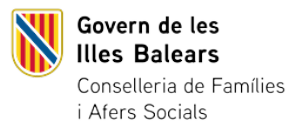 Govern de les
Illes Balears
Conselleria de Famílies
i Afers Socials